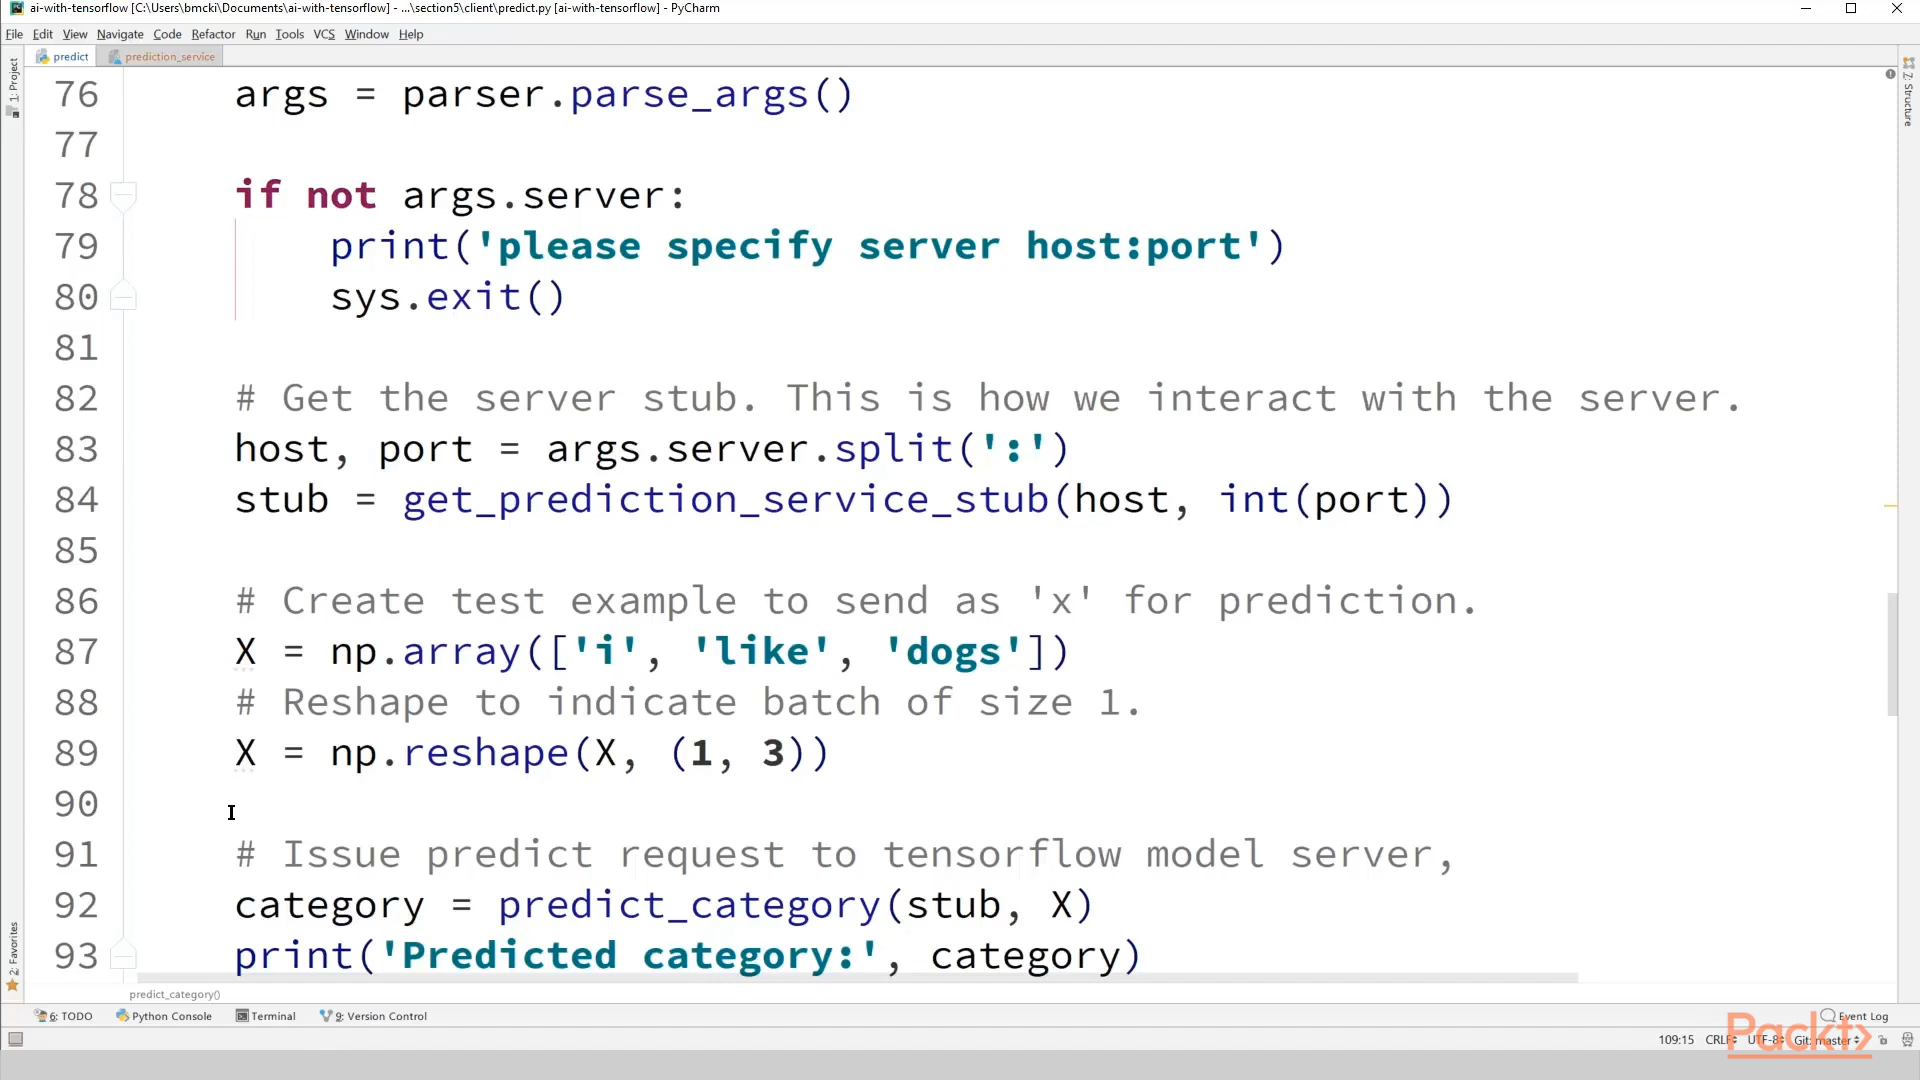 ai-with-tensorflow [C:\Users\bmcki\Documents\ai-with-tensorflow] - ...\section5\client\predict.py [ai-with-tensorflow] - PyCharm
File Edit View Navigate Code Refactor Run Tools VCS Window Help
predict prediction_service
1: Project
Z: Structure
76 args = parser.parse_args()
77
78 if not args.server:
79 print('please specify server host:port')
80 sys.exit()
81
82 # Get the server stub. This is how we interact with the server.
83 host, port = args.server.split(':')
84 stub = get_prediction_service_stub(host, int(port))
85
86 # Create test example to send as 'x' for prediction.
87 X = np.array(['i', 'like', 'dogs'])
88 # Reshape to indicate batch of size 1.
89 X = np.reshape(X, (1, 3))
90
91 # Issue predict request to tensorflow model server,
92 category = predict_category(stub, X)
93 print('Predicted category:', category)
2: Favorites
predict_category()
6: TODO Python Console Terminal 9: Version Control Event Log
109:15 CRLF UTF-8 Git: master
Packt>